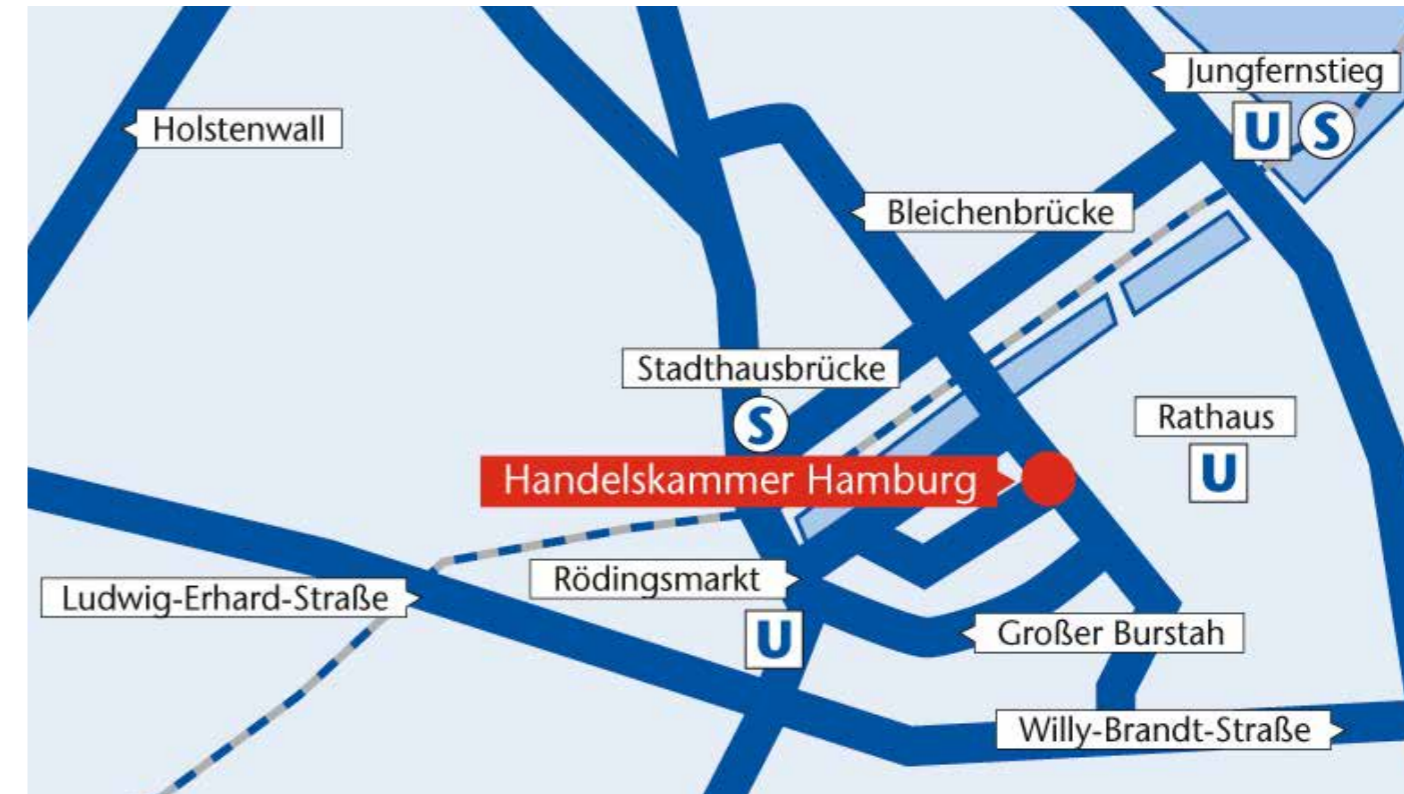 Jungfernstieg
U S
Holstenwall
Bleichenbrücke
Stadthausbrücke
S
Rathaus
U
Handelskammer Hamburg
Rödingsmarkt
U
Ludwig-Erhard-Straße
Großer Burstah
Willy-Brandt-Straße